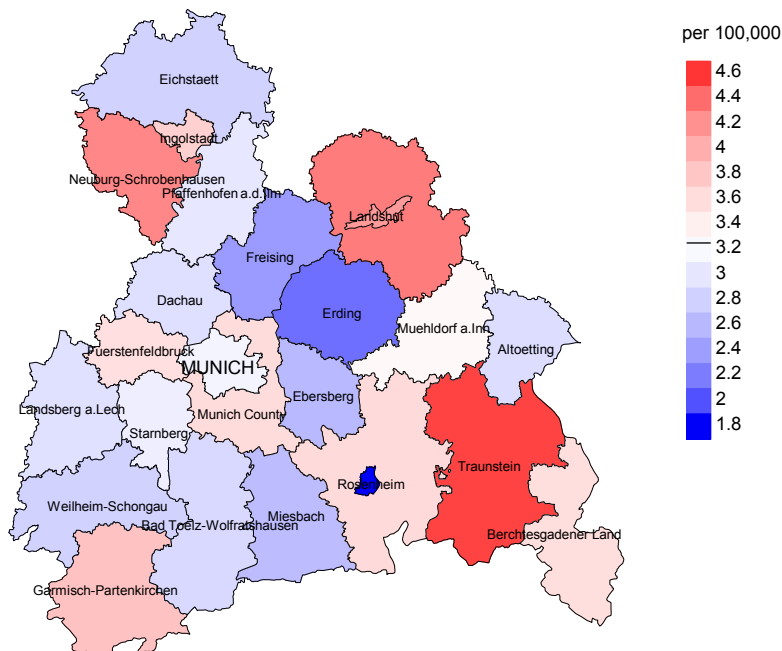 per 100,000
4.6
4.4
4.2
4
3.8
3.6
3.4
3.2
3
2.8
2.6
2.4
2.2
2
1.8
Eichstaett
Ingolstadt
Neuburg-Schrobenhausen
Pfaffenhofen a.d.Ilm
Landshut
Freising
Dachau
Erding
Muehldorf a.Inn
Altoetting
Fuerstenfeldbruck
MUNICH
Ebersberg
Landsberg a.Lech
Munich County
Starnberg
Traunstein
Rosenheim
Weilheim-Schongau
Miesbach
Bad Toelz-Wolfratshausen
Berchtesgadener Land
Garmisch-Partenkirchen